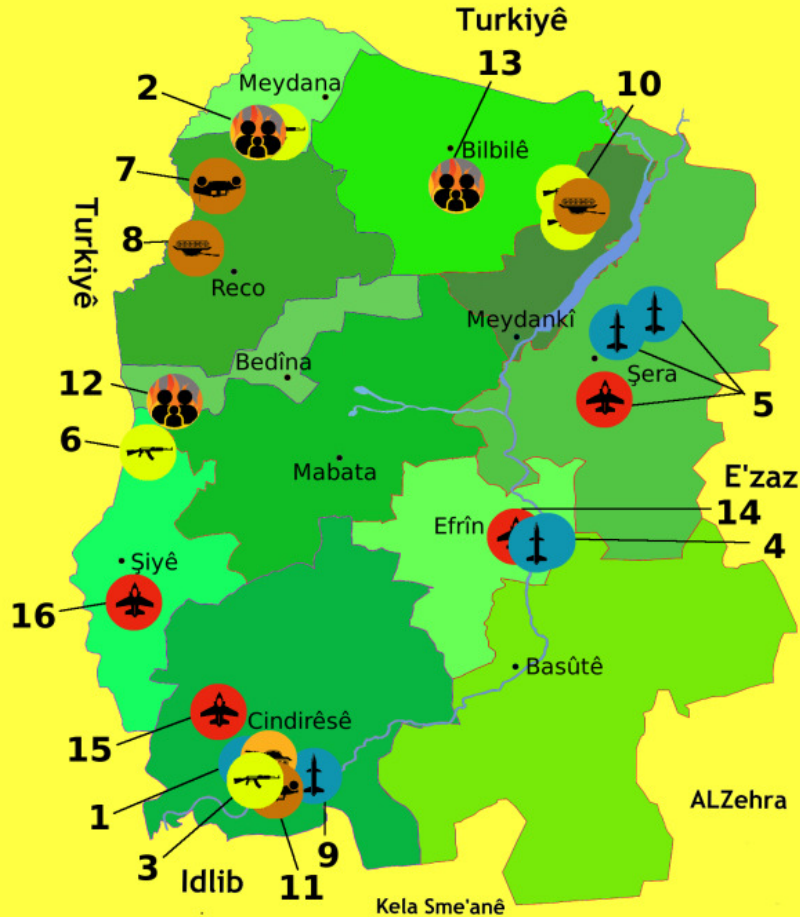 Turkiyê
13
2
Meydana
10
Bilbilê
7
Turkiyê
8
Reco
Meydankî
Bedîna
Şera
12
5
6
Mabata
E'zaz
14
Efrîn
4
Şiyê
16
Basûtê
Cindirêsê
15
1
ALZehra
3
Idlib
11
9
Kela Sme'anê